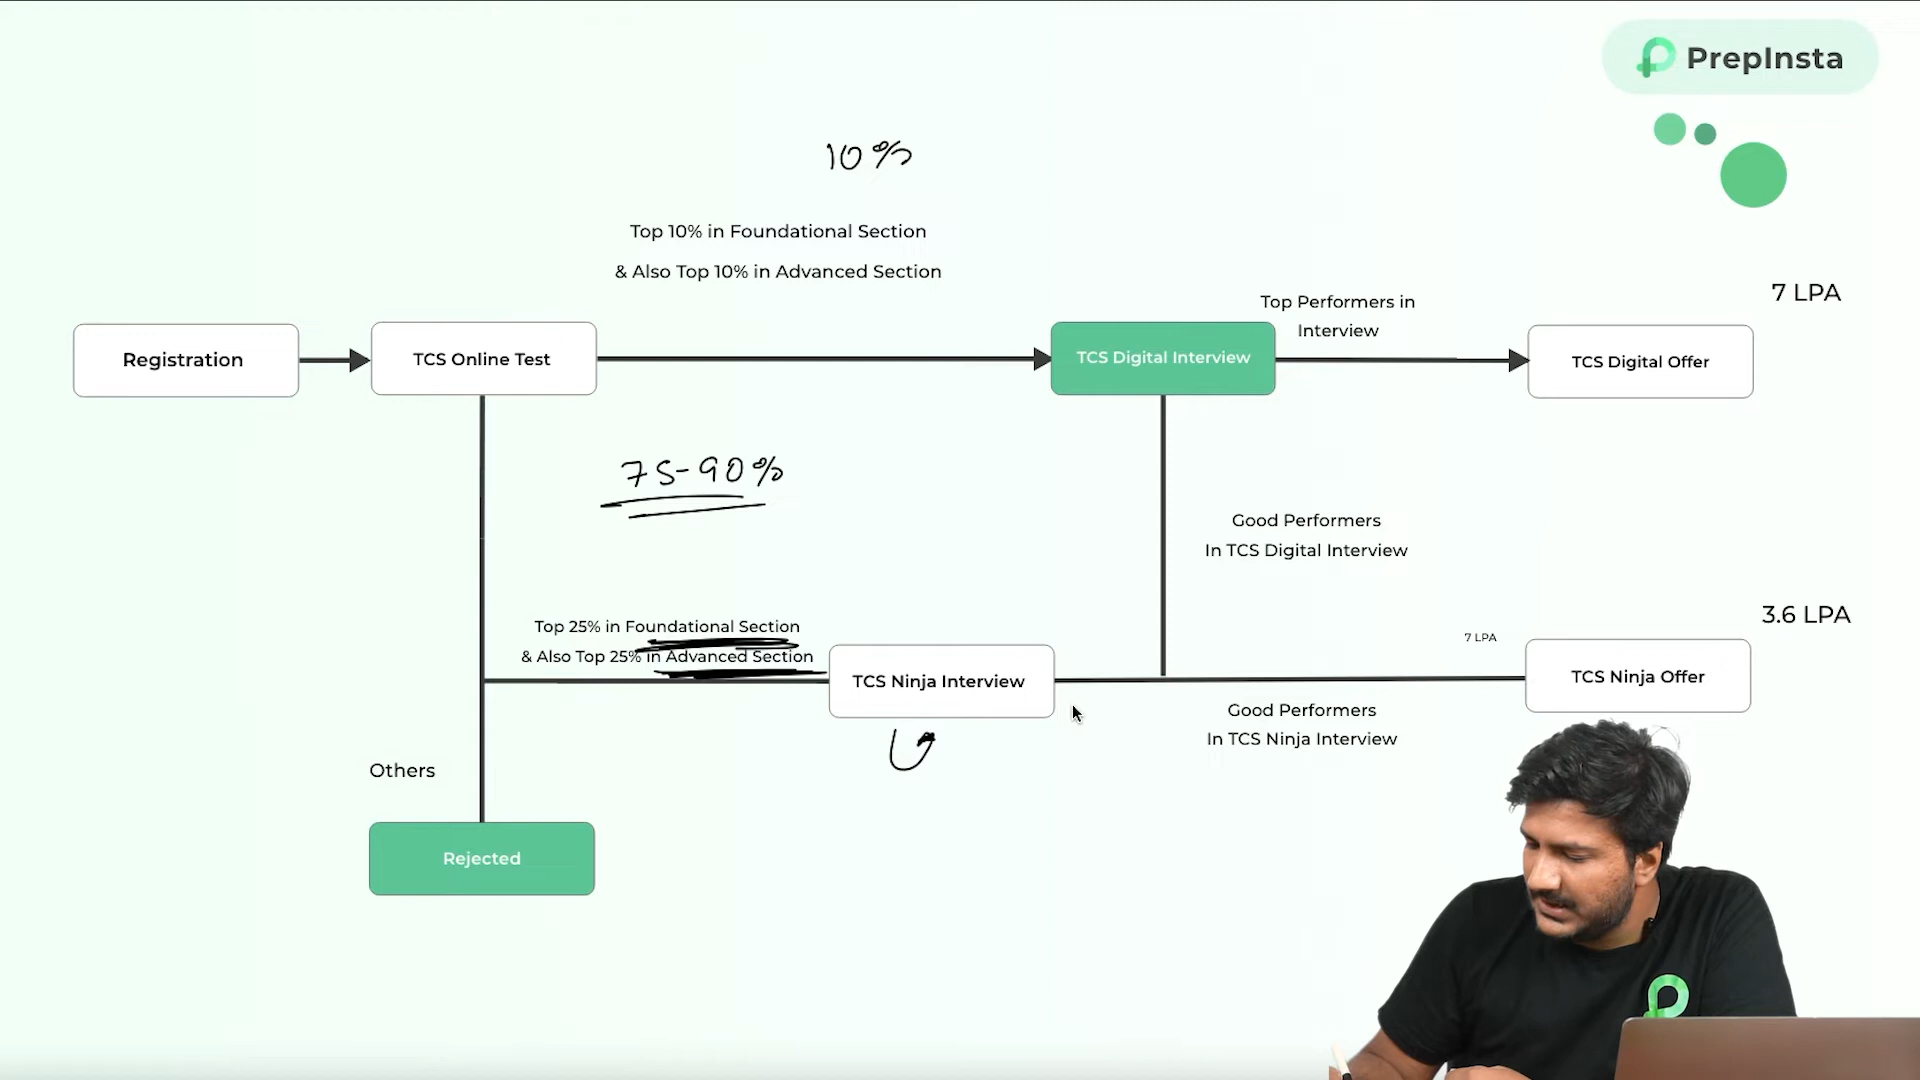 PrepInsta
10%
Top 10% in Foundational Section
& Also Top 10% in Advanced Section
7 LPA
Top Performers in
Interview
Registration
TCS Online Test
TCS Digital Interview
TCS Digital Offer
75-90%
Good Performers
In TCS Digital Interview
3.6 LPA
Top 25% in Foundational Section
& Also Top 25% in Advanced Section
7 LPA
TCS Ninja Interview
TCS Ninja Offer
Good Performers
In TCS Ninja Interview
Others
Rejected